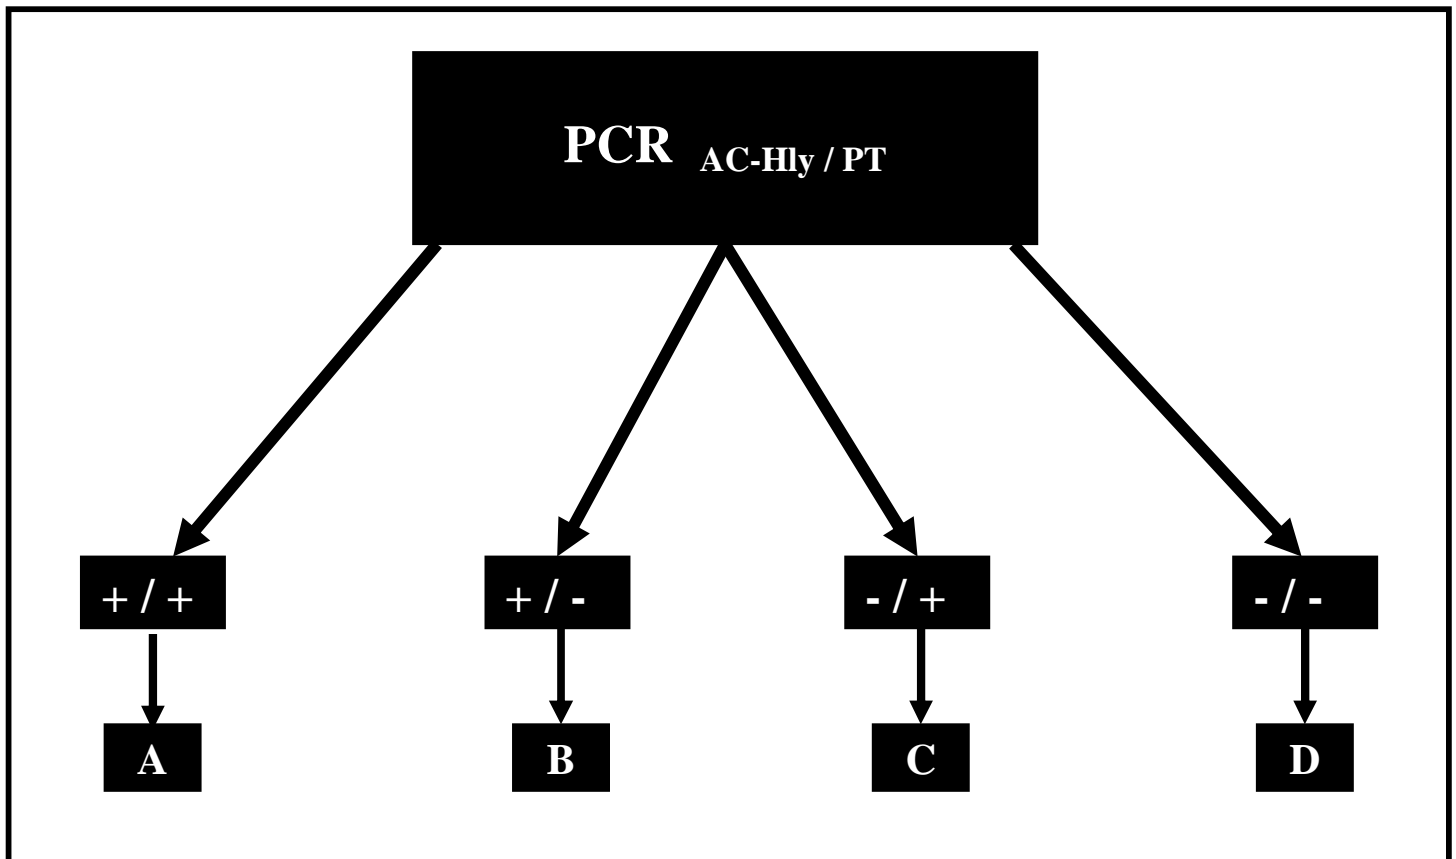 PCR AC-Hly / PT
+ / + + / - - / + - / -
A B C D